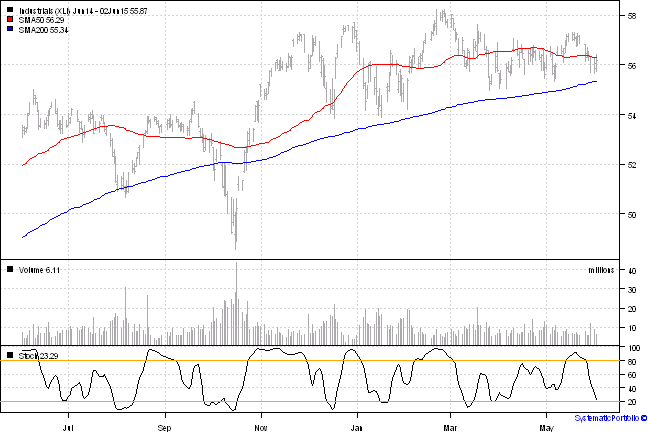 Industrials (XLI) Jun14 - 02Jun15 55.87
SMA50 56.29
SMA200 55.34
58
56
54
52
50
Volume 6.11
millions
40
30
20
10
Stoch 23.29
100
80
60
40
20
Jul
Sep
Nov
Jan
Mar
May
SystematicPortfolio ©